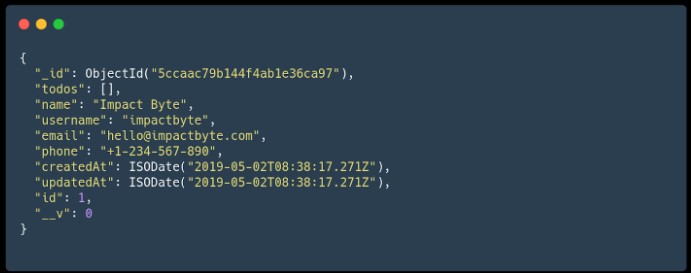 {
  "_id": ObjectId("5ccaac79b144f4ab1e36ca97"),
  "todos": [],
  "name": "Impact Byte",
  "username": "impactbyte",
  "email": "hello@impactbyte.com",
  "phone": "+1-234-567-890",
  "createdAt": ISODate("2019-05-02T08:38:17.271Z"),
  "updatedAt": ISODate("2019-05-02T08:38:17.271Z"),
  "id": 1,
  "__v": 0
}